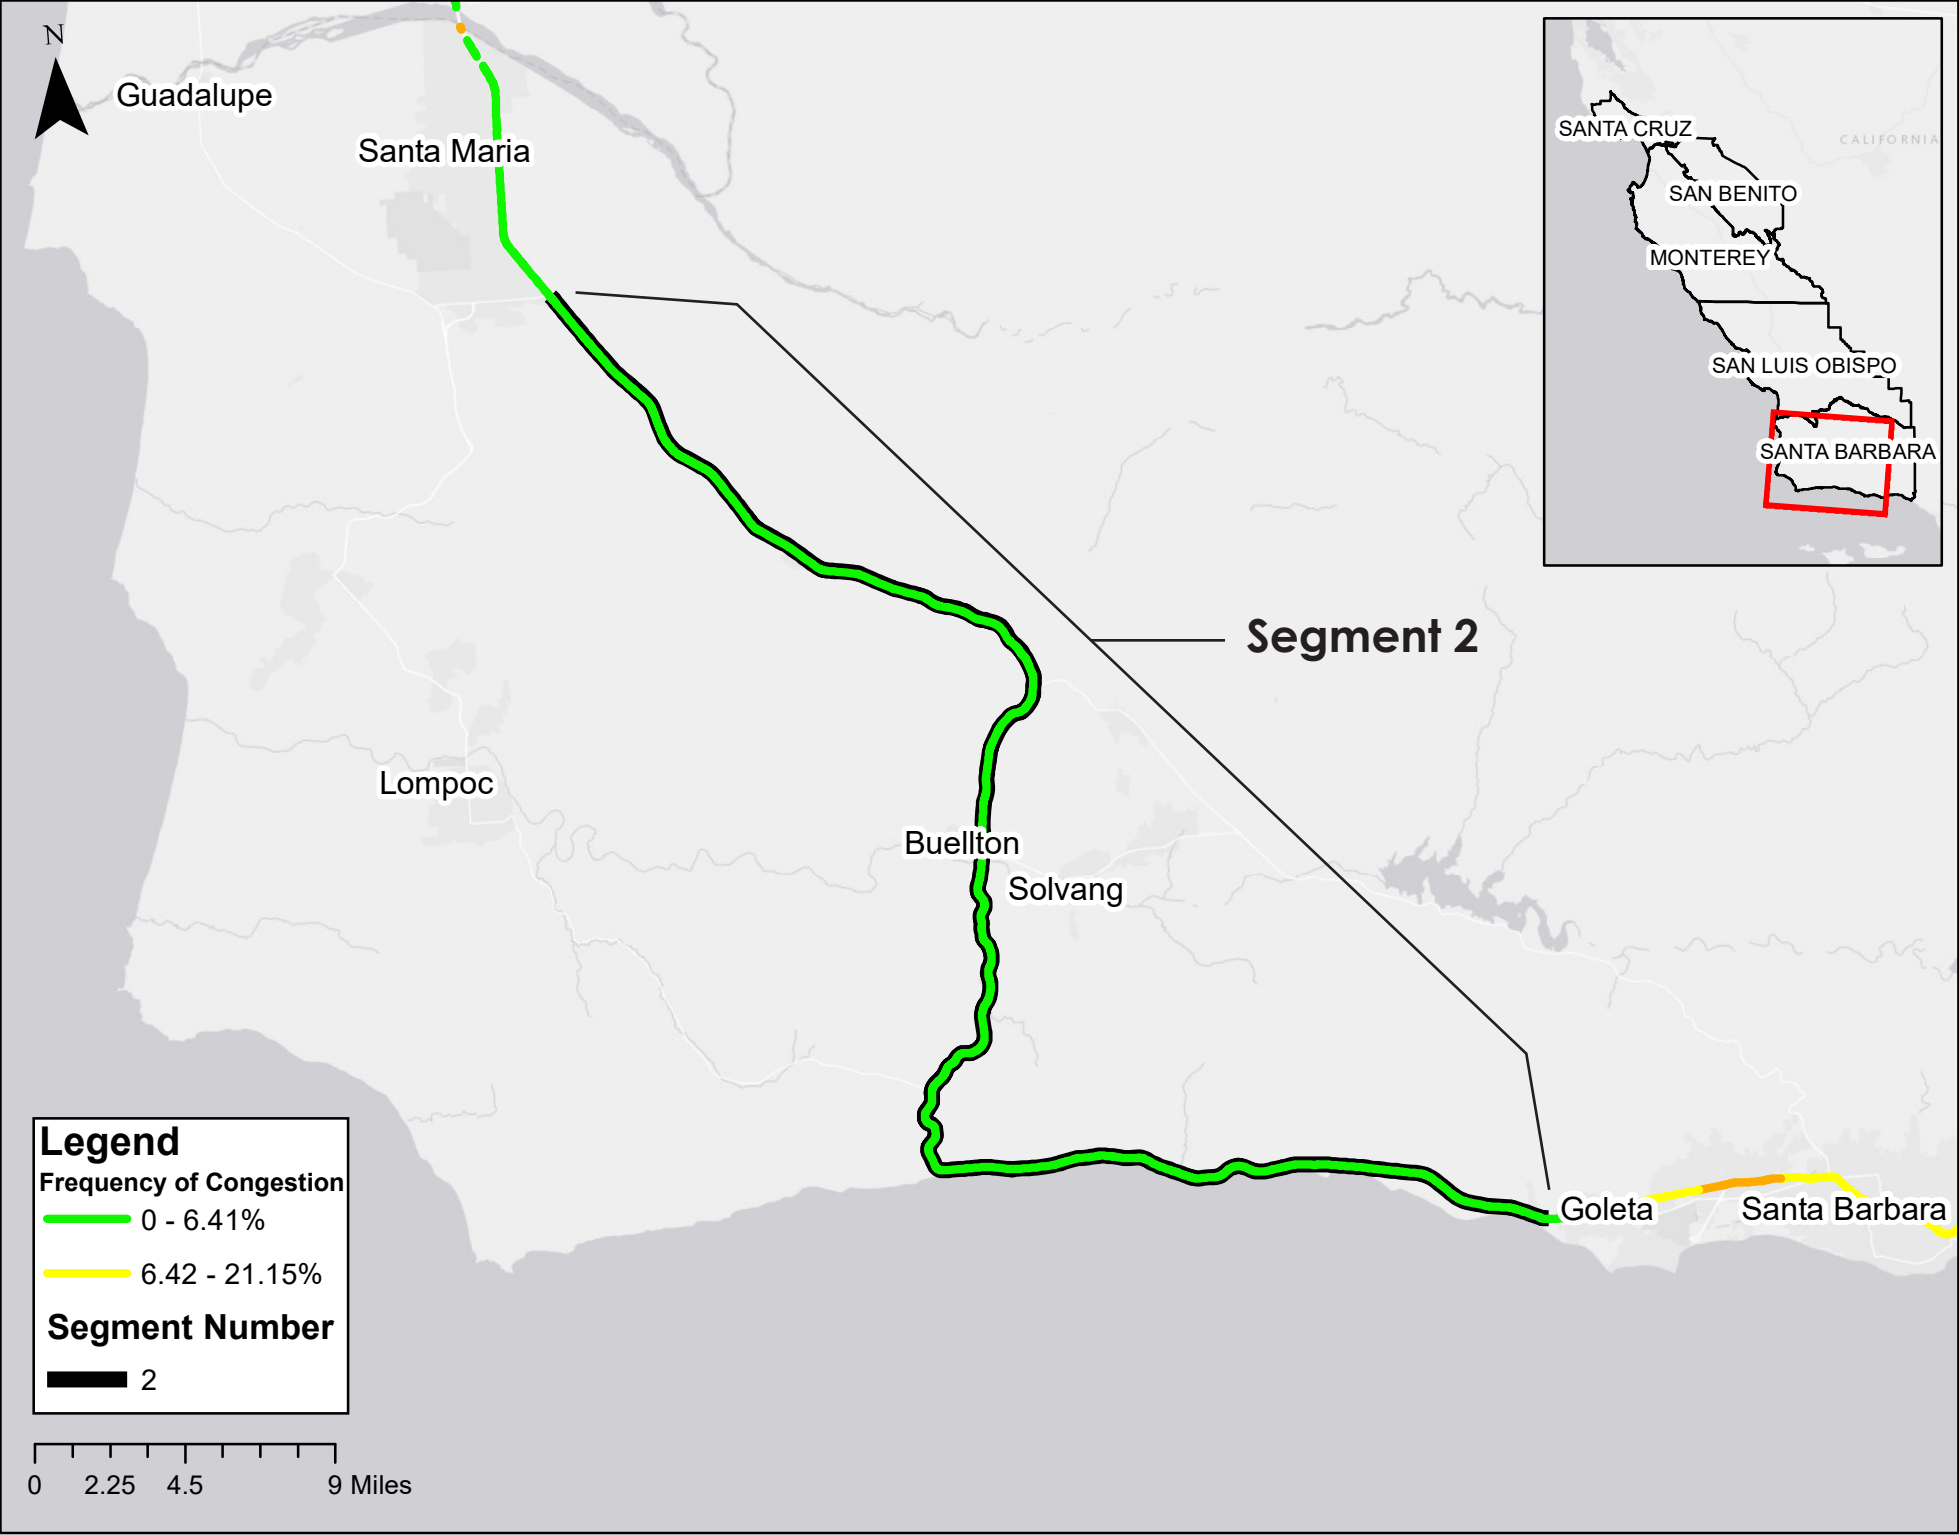 N
Guadalupe
Santa Maria
Segment 2
Lompoc
Buellton
Solvang
Goleta
Santa Barbara
SANTA CRUZ
CALIFORNIA
SAN BENITO
MONTEREY
SAN LUIS OBISPO
SANTA BARBARA
Legend
Frequency of Congestion
0 - 6.41%
6.42 - 21.15%
Segment Number
2
0 2.25 4.5 9 Miles